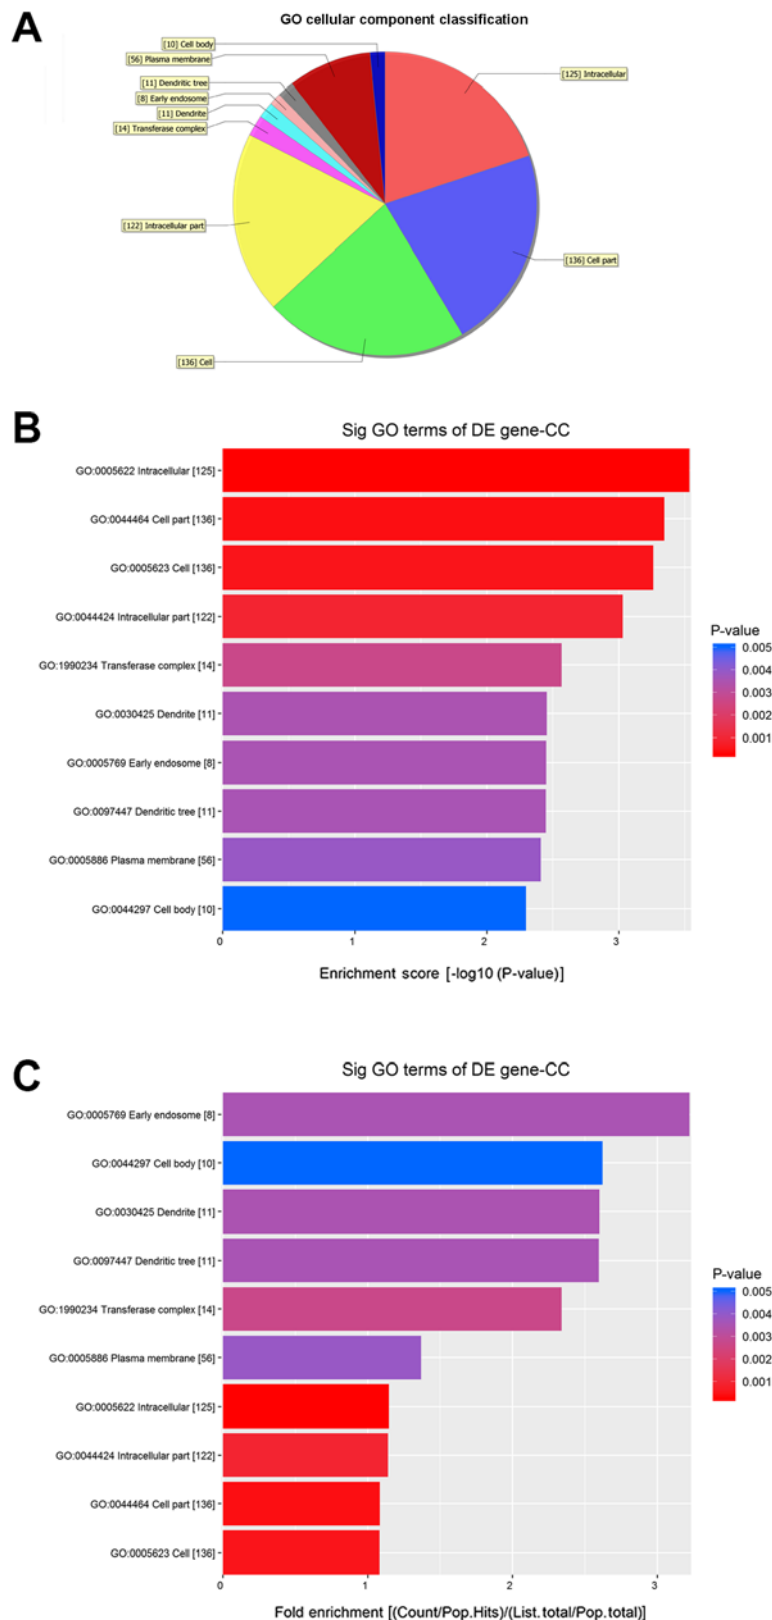 A
GO cellular component classification
[10] Cell body
[56] Plasma membrane
[11] Dendritic tree
[8] Early endosome
[11] Dendrite
[14] Transferase complex
[125] Intracellular
[122] Intracellular part
[136] Cell part
[136] Cell
B
Sig GO terms of DE gene-CC
GO:0005622 Intracellular [125]
GO:0044464 Cell part [136]
GO:0005623 Cell [136]
GO:0044424 Intracellular part [122]
GO:1990234 Transferase complex [14]
GO:0030425 Dendrite [11]
GO:0005769 Early endosome [8]
GO:0097447 Dendritic tree [11]
GO:0005886 Plasma membrane [56]
GO:0044297 Cell body [10]
P-value
0.005
0.004
0.003
0.002
0.001
0 1 2 3
Enrichment score [-log10 (P-value)]
C
Sig GO terms of DE gene-CC
GO:0005769 Early endosome [8]
GO:0044297 Cell body [10]
GO:0030425 Dendrite [11]
GO:0097447 Dendritic tree [11]
GO:1990234 Transferase complex [14]
GO:0005886 Plasma membrane [56]
GO:0005622 Intracellular [125]
GO:0044424 Intracellular part [122]
GO:0044464 Cell part [136]
GO:0005623 Cell [136]
P-value
0.005
0.004
0.003
0.002
0.001
0 1 2 3
Fold enrichment [(Count/Pop.Hits)/(List.total/Pop.total)]